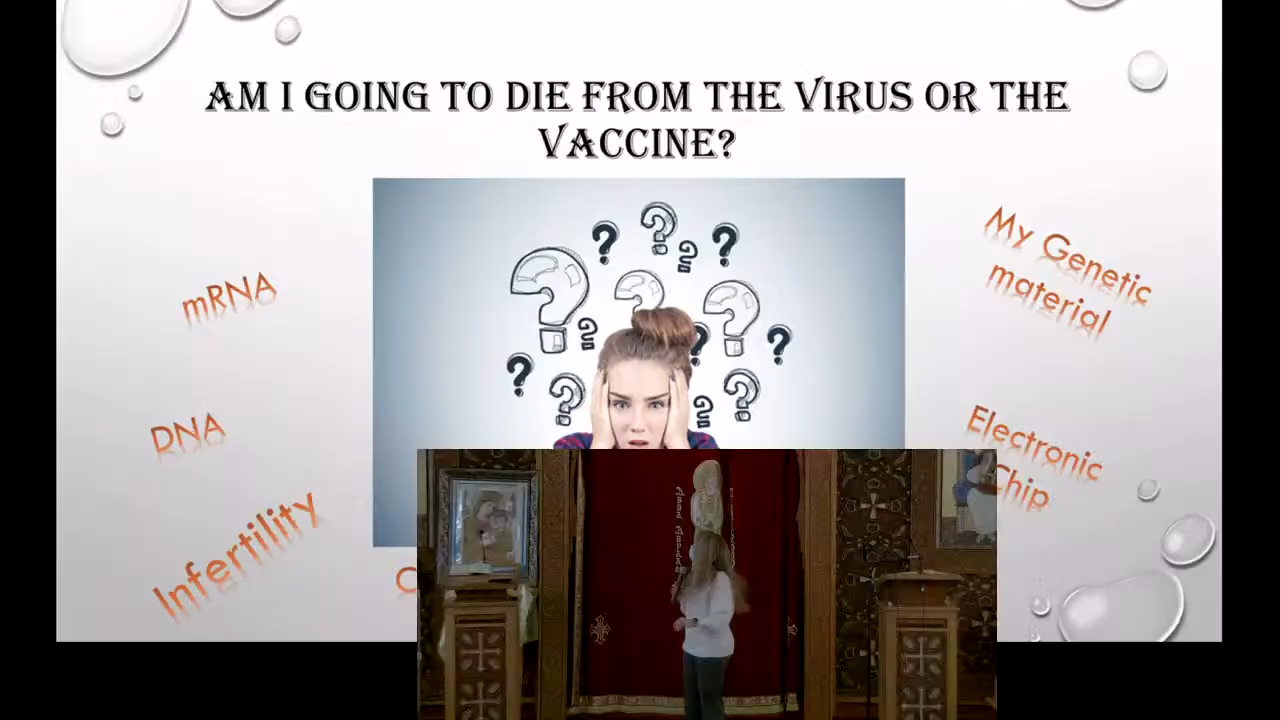 AM I GOING TO DIE FROM THE VIRUS OR THE
VACCINE?
mRNA
My Genetic
material
DNA
Electronic
Chip
Infertility